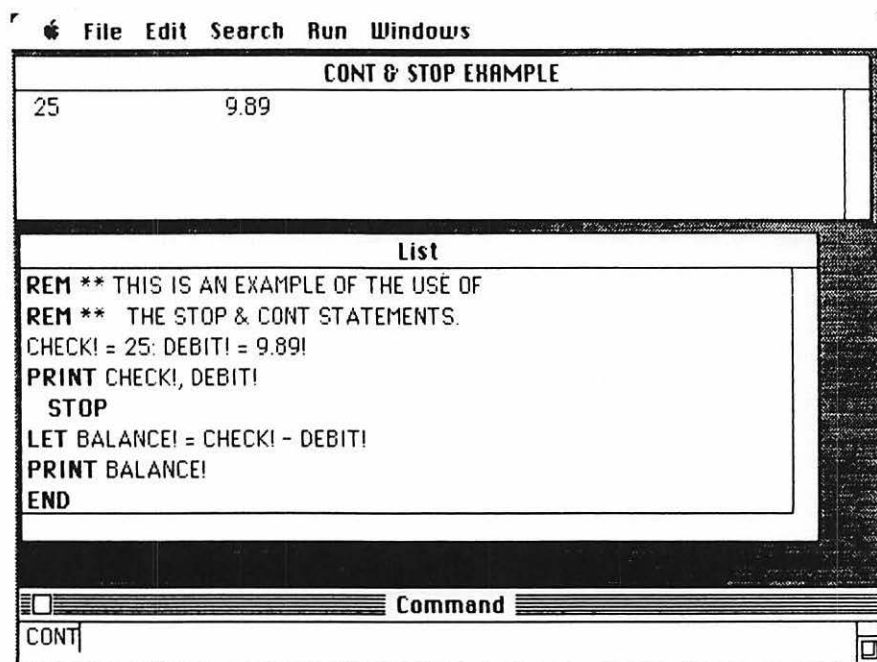 File Edit Search Run Windows
CONT & STOP EXAMPLE
25 9.89
List
REM ** THIS IS AN EXAMPLE OF THE USE OF
REM ** THE STOP & CONT STATEMENTS.
CHECK! = 25: DEBIT! = 9.89!
PRINT CHECK!, DEBIT!
STOP
LET BALANCE! = CHECK! - DEBIT!
PRINT BALANCE!
END
Command
CONT